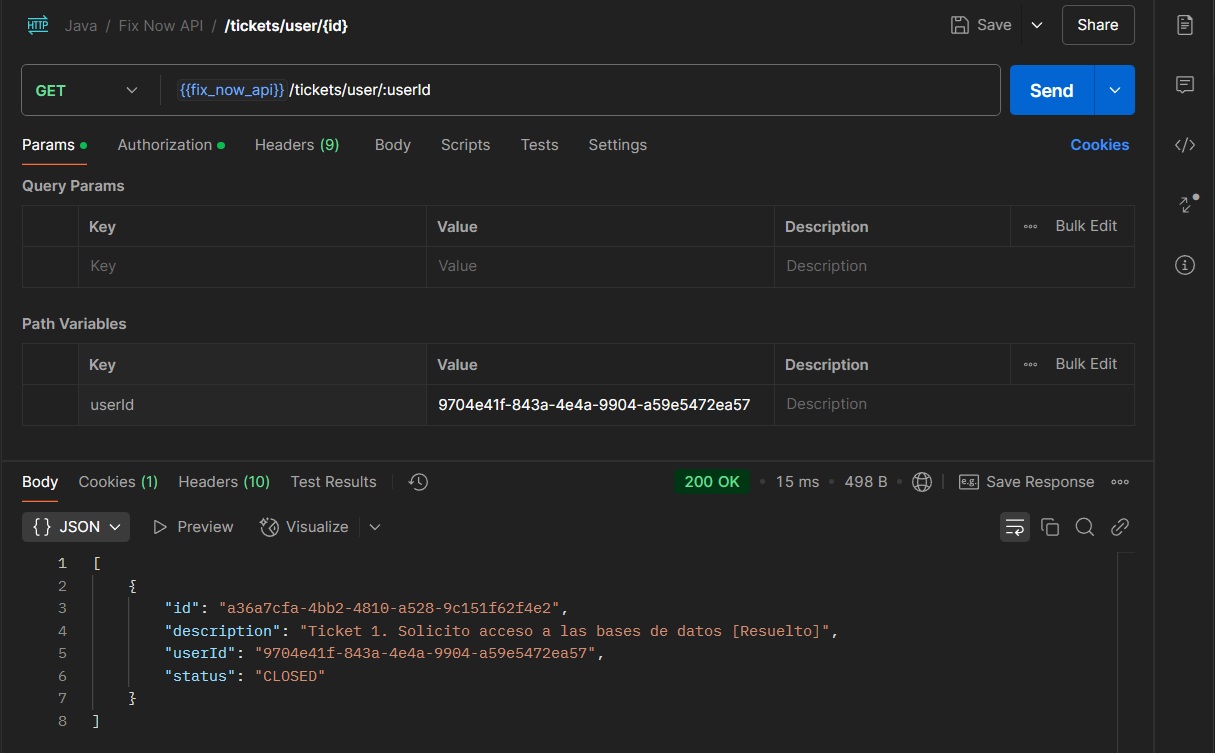 HTTP Java / Fix Now API / /tickets/user/{id} Save Share
GET {{fix_now_api}} /tickets/user/:userId Send
Params Authorization Headers (9) Body Scripts Tests Settings Cookies
Query Params
Key Value Description Bulk Edit
Key Value Description
Path Variables
Key Value Description Bulk Edit
userId 9704e41f-843a-4e4a-9904-a59e5472ea57 Description
Body Cookies (1) Headers (10) Test Results 200 OK • 15 ms • 498 B • e.g. Save Response
{} JSON Preview Visualize
1 [
2 {
3 "id": "a36a7cfa-4bb2-4810-a528-9c151f62f4e2",
4 "description": "Ticket 1. Solicito acceso a las bases de datos [Resuelto]",
5 "userId": "9704e41f-843a-4e4a-9904-a59e5472ea57",
6 "status": "CLOSED"
7 }
8 ]